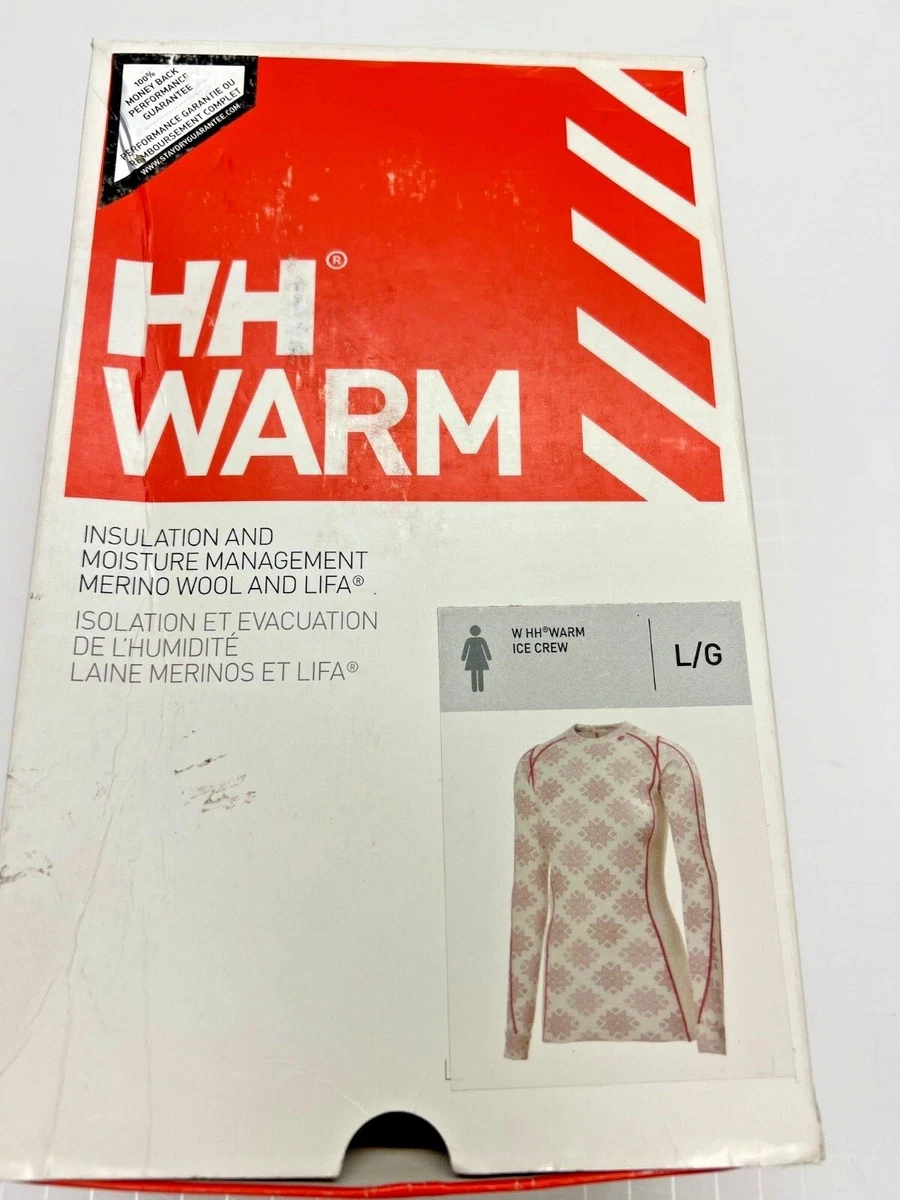 100%
MONEY BACK
PERFORMANCE
GUARANTEE
PERFORMANCE GARANTIE OU
REMBOURSEMENT COMPLET
WWW.STAYDRYGUARANTEE.COM
HH®
WARM
INSULATION AND
MOISTURE MANAGEMENT
MERINO WOOL AND LIFA®
ISOLATION ET EVACUATION
DE L'HUMIDITÉ
LAINE MERINOS ET LIFA®
W HH®WARM
ICE CREW
L/G